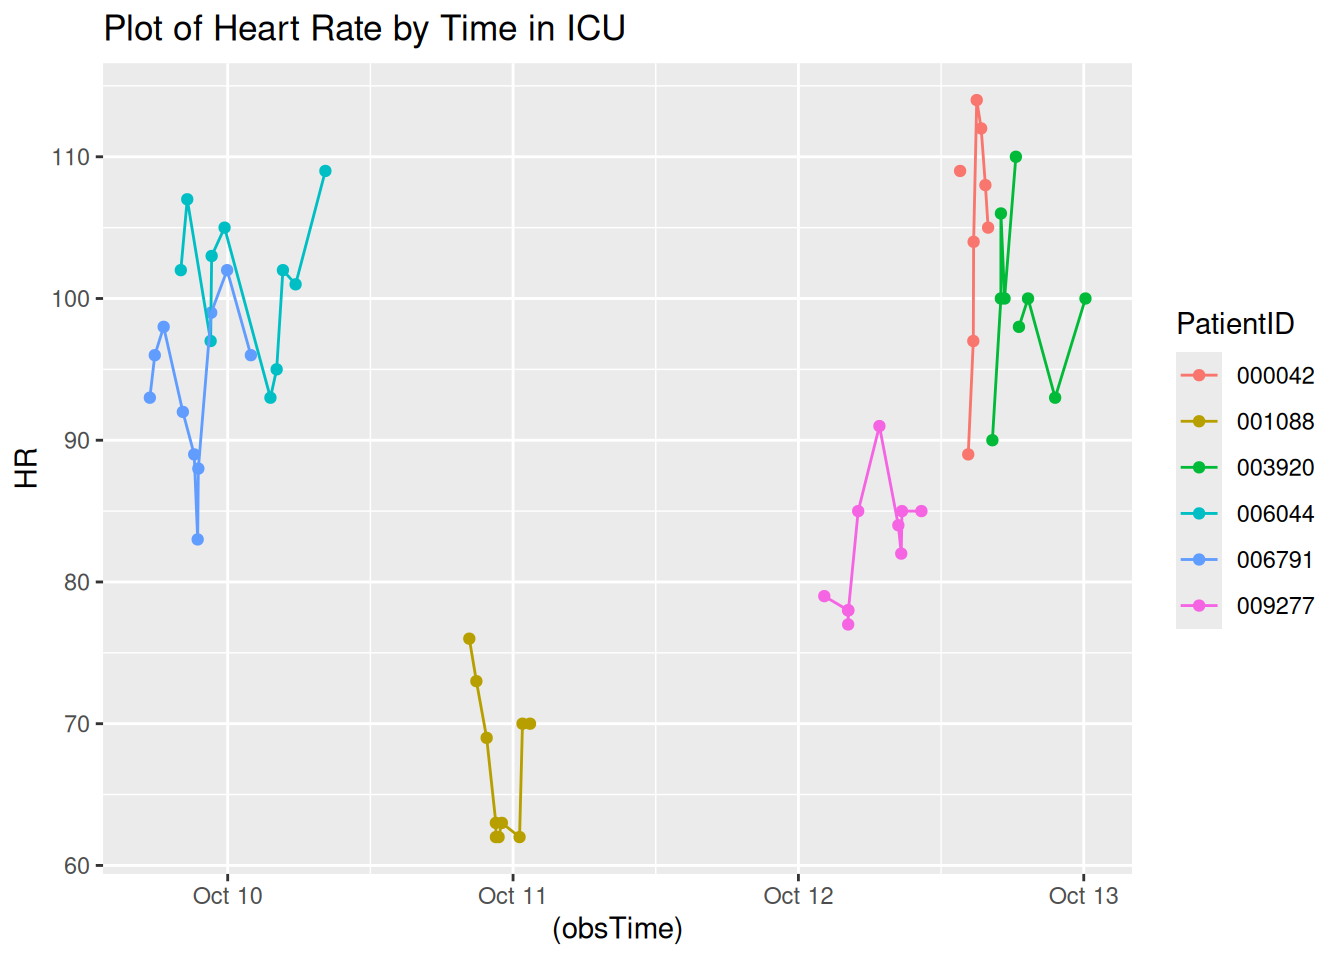 Plot of Heart Rate by Time in ICU
110
100
90
80
70
60
HR
Oct 10
Oct 11
Oct 12
Oct 13
(obsTime)
PatientID
000042
001088
003920
006044
006791
009277